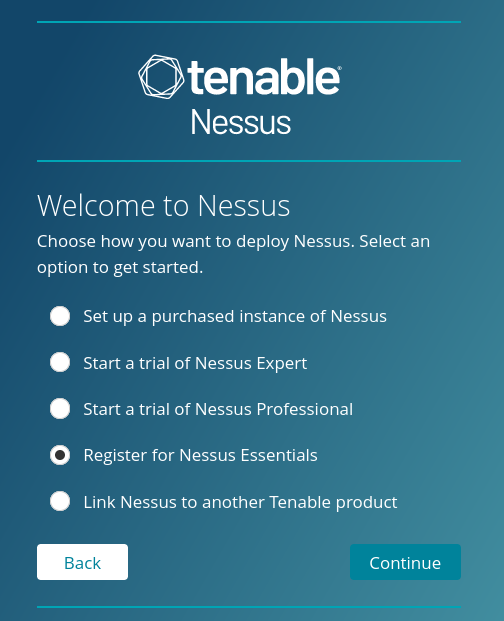 tenable®
Nessus
Welcome to Nessus
Choose how you want to deploy Nessus. Select an
option to get started.
Set up a purchased instance of Nessus
Start a trial of Nessus Expert
Start a trial of Nessus Professional
Register for Nessus Essentials
Link Nessus to another Tenable product
Back
Continue